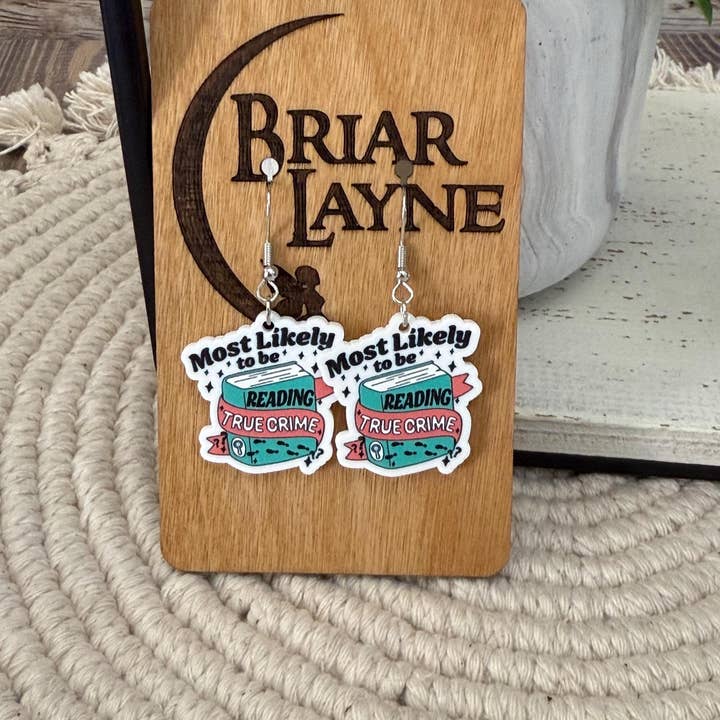 BRIAR
LAYNE
Most Likely
to be
READING
TRUE CRIME
Most Likely
to be
READING
TRUE CRIME